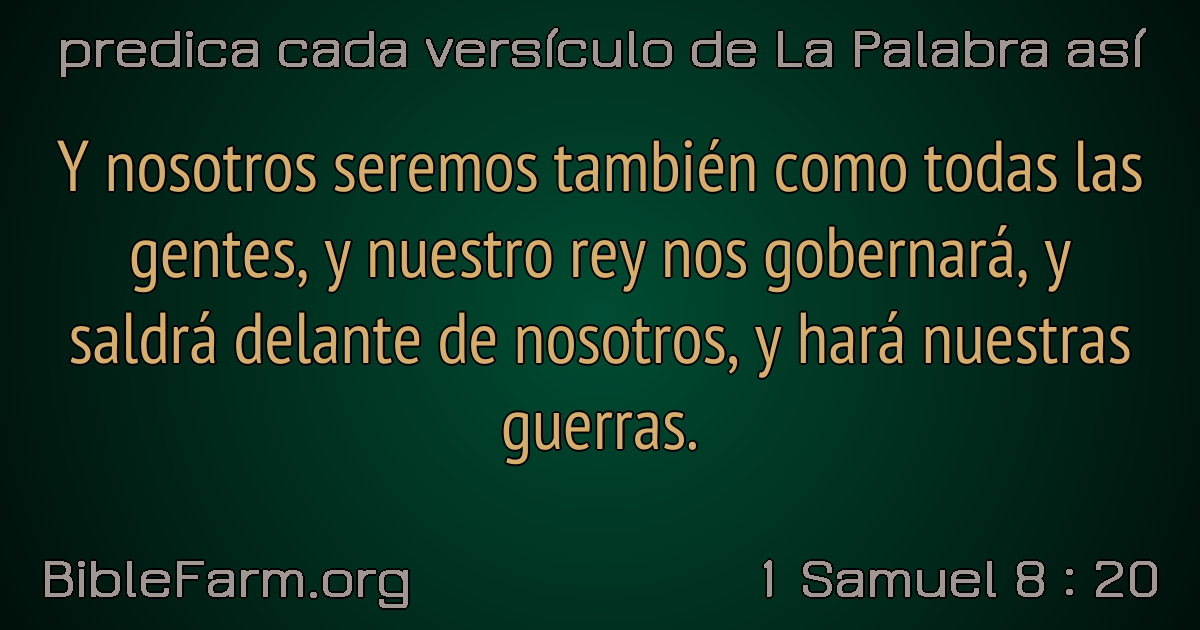 predica cada versículo de La Palabra así
Y nosotros seremos también como todas las
gentes, y nuestro rey nos gobernará, y
saldrá delante de nosotros, y hará nuestras
guerras.
BibleFarm.org
1 Samuel 8 : 20